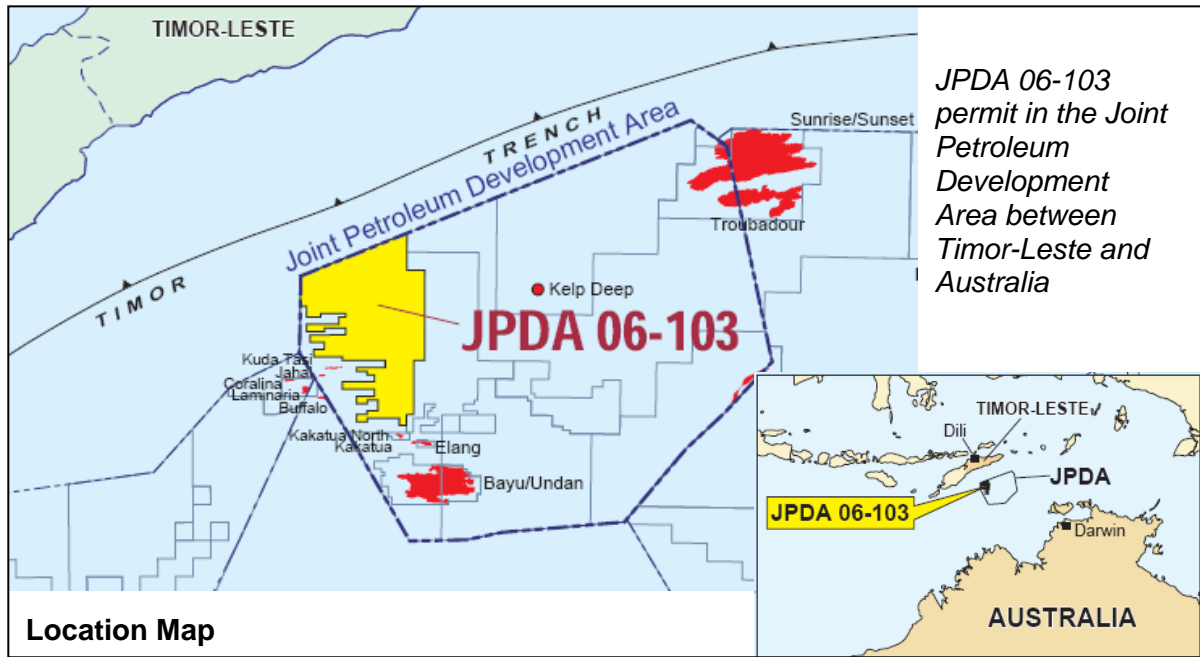 TIMOR-LESTE
TIMOR TRENCH
Joint Petroleum Development Area
Sunrise/Sunset
Troubadour
Kelp Deep
JPDA 06-103
Kuda Tasi
Jahal
Coralina
Laminaria
Buffalo
Kakatua North
Kakatua
Elang
Bayu/Undan
Location Map
JPDA 06-103
permit in the Joint
Petroleum
Development
Area between
Timor-Leste and
Australia
TIMOR-LESTE
Dili
JPDA
JPDA 06-103
Darwin
AUSTRALIA